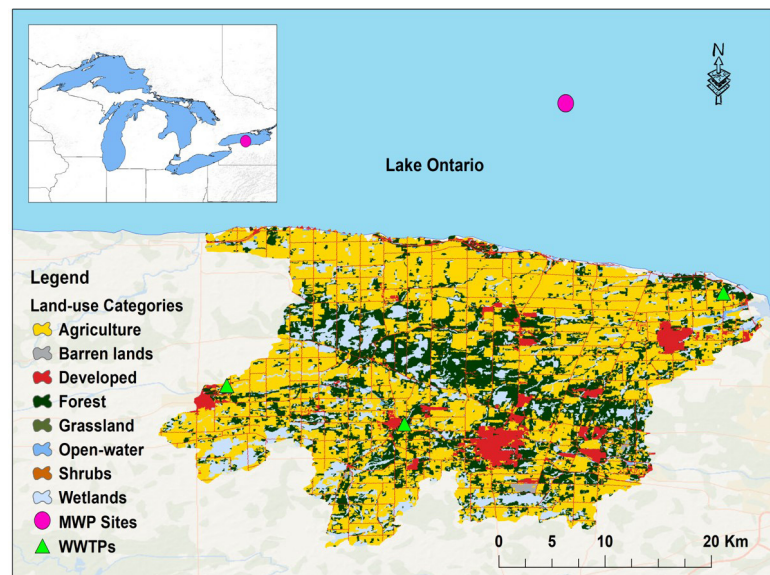 N
Lake Ontario
Legend
Land-use Categories
Agriculture
Barren lands
Developed
Forest
Grassland
Open-water
Shrubs
Wetlands
MWP Sites
WWTPs
0 5 10 20 Km